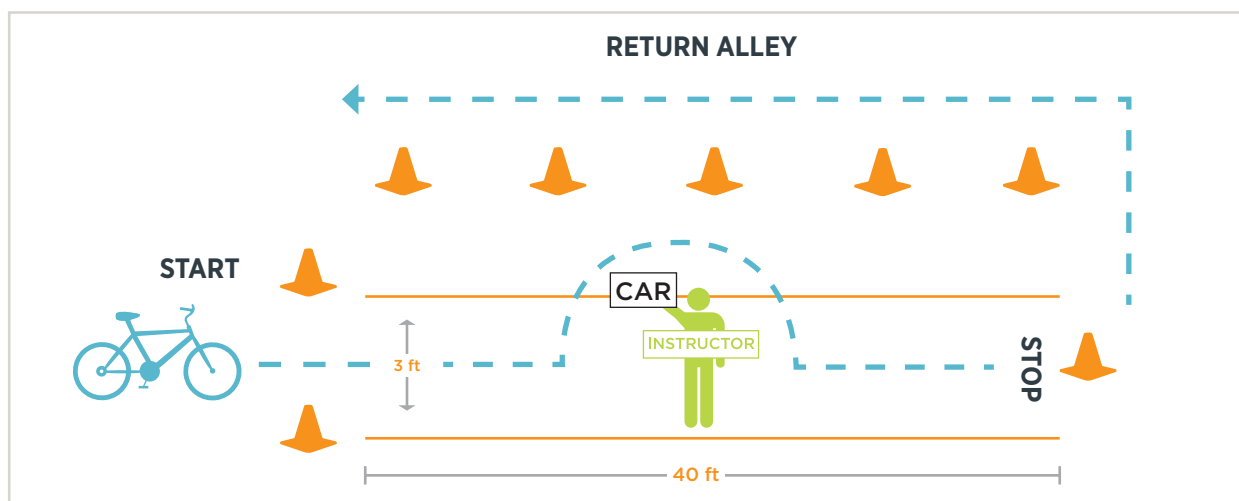 RETURN ALLEY
START
CAR
INSTRUCTOR
3 ft
STOP
40 ft